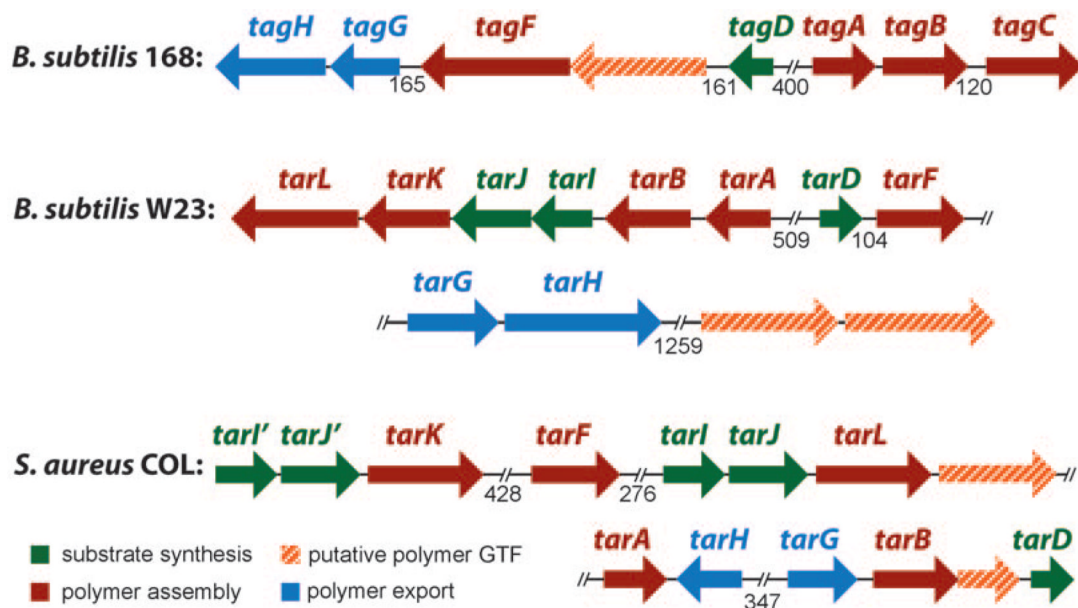 tagH tagG tagF tagD tagA tagB tagC
B. subtilis 168:
165 161 400 120
tarL tarK tarJ tarI tarB tarA tarD tarF
B. subtilis W23:
509 104
tarG tarH
1259
tarI’ tarJ’ tarK tarF tarI tarJ tarL
S. aureus COL:
428 276
tarA tarH tarG tarB tarD
347
substrate synthesis putative polymer GTF
polymer assembly polymer export